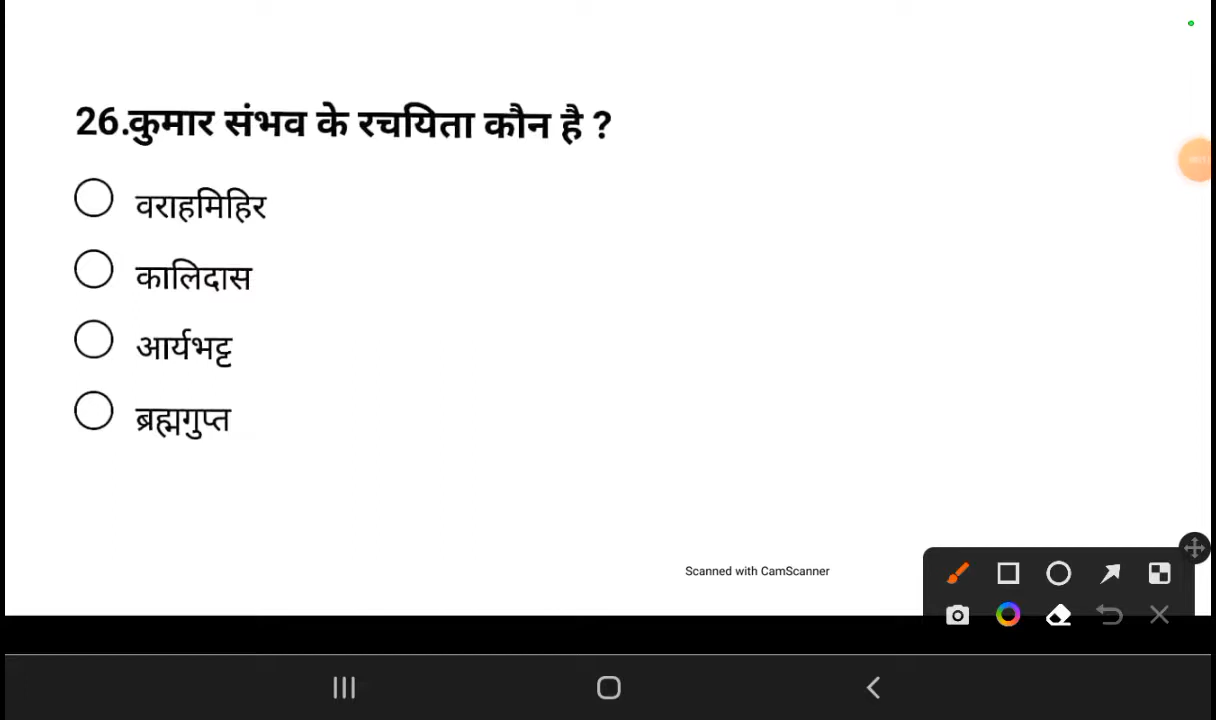 26.कुमार संभव के रचयिता कौन है ?
वराहमिहिर
कालिदास
आर्यभट्ट
ब्रह्मगुप्त
Scanned with CamScanner